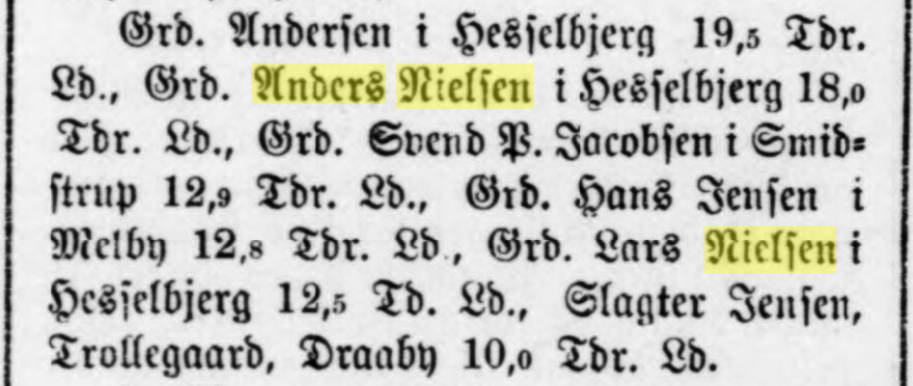 Grd. Andersen i Hesselbjerg 19,5 Tdr.
Ld., Grd. Anders Nielsen i Hesselbjerg 18,0
Tdr. Ld., Grd. Svend P. Jacobsen i Smid=
strup 12,9 Tdr. Ld., Grd. Hans Jensen i
Melby 12,8 Tdr. Ld., Grd. Lars Nielsen i
Hesselbjerg 12,5 Td. Ld., Slagter Jensen,
Trollegaard, Draaby 10,0 Tdr. Ld.